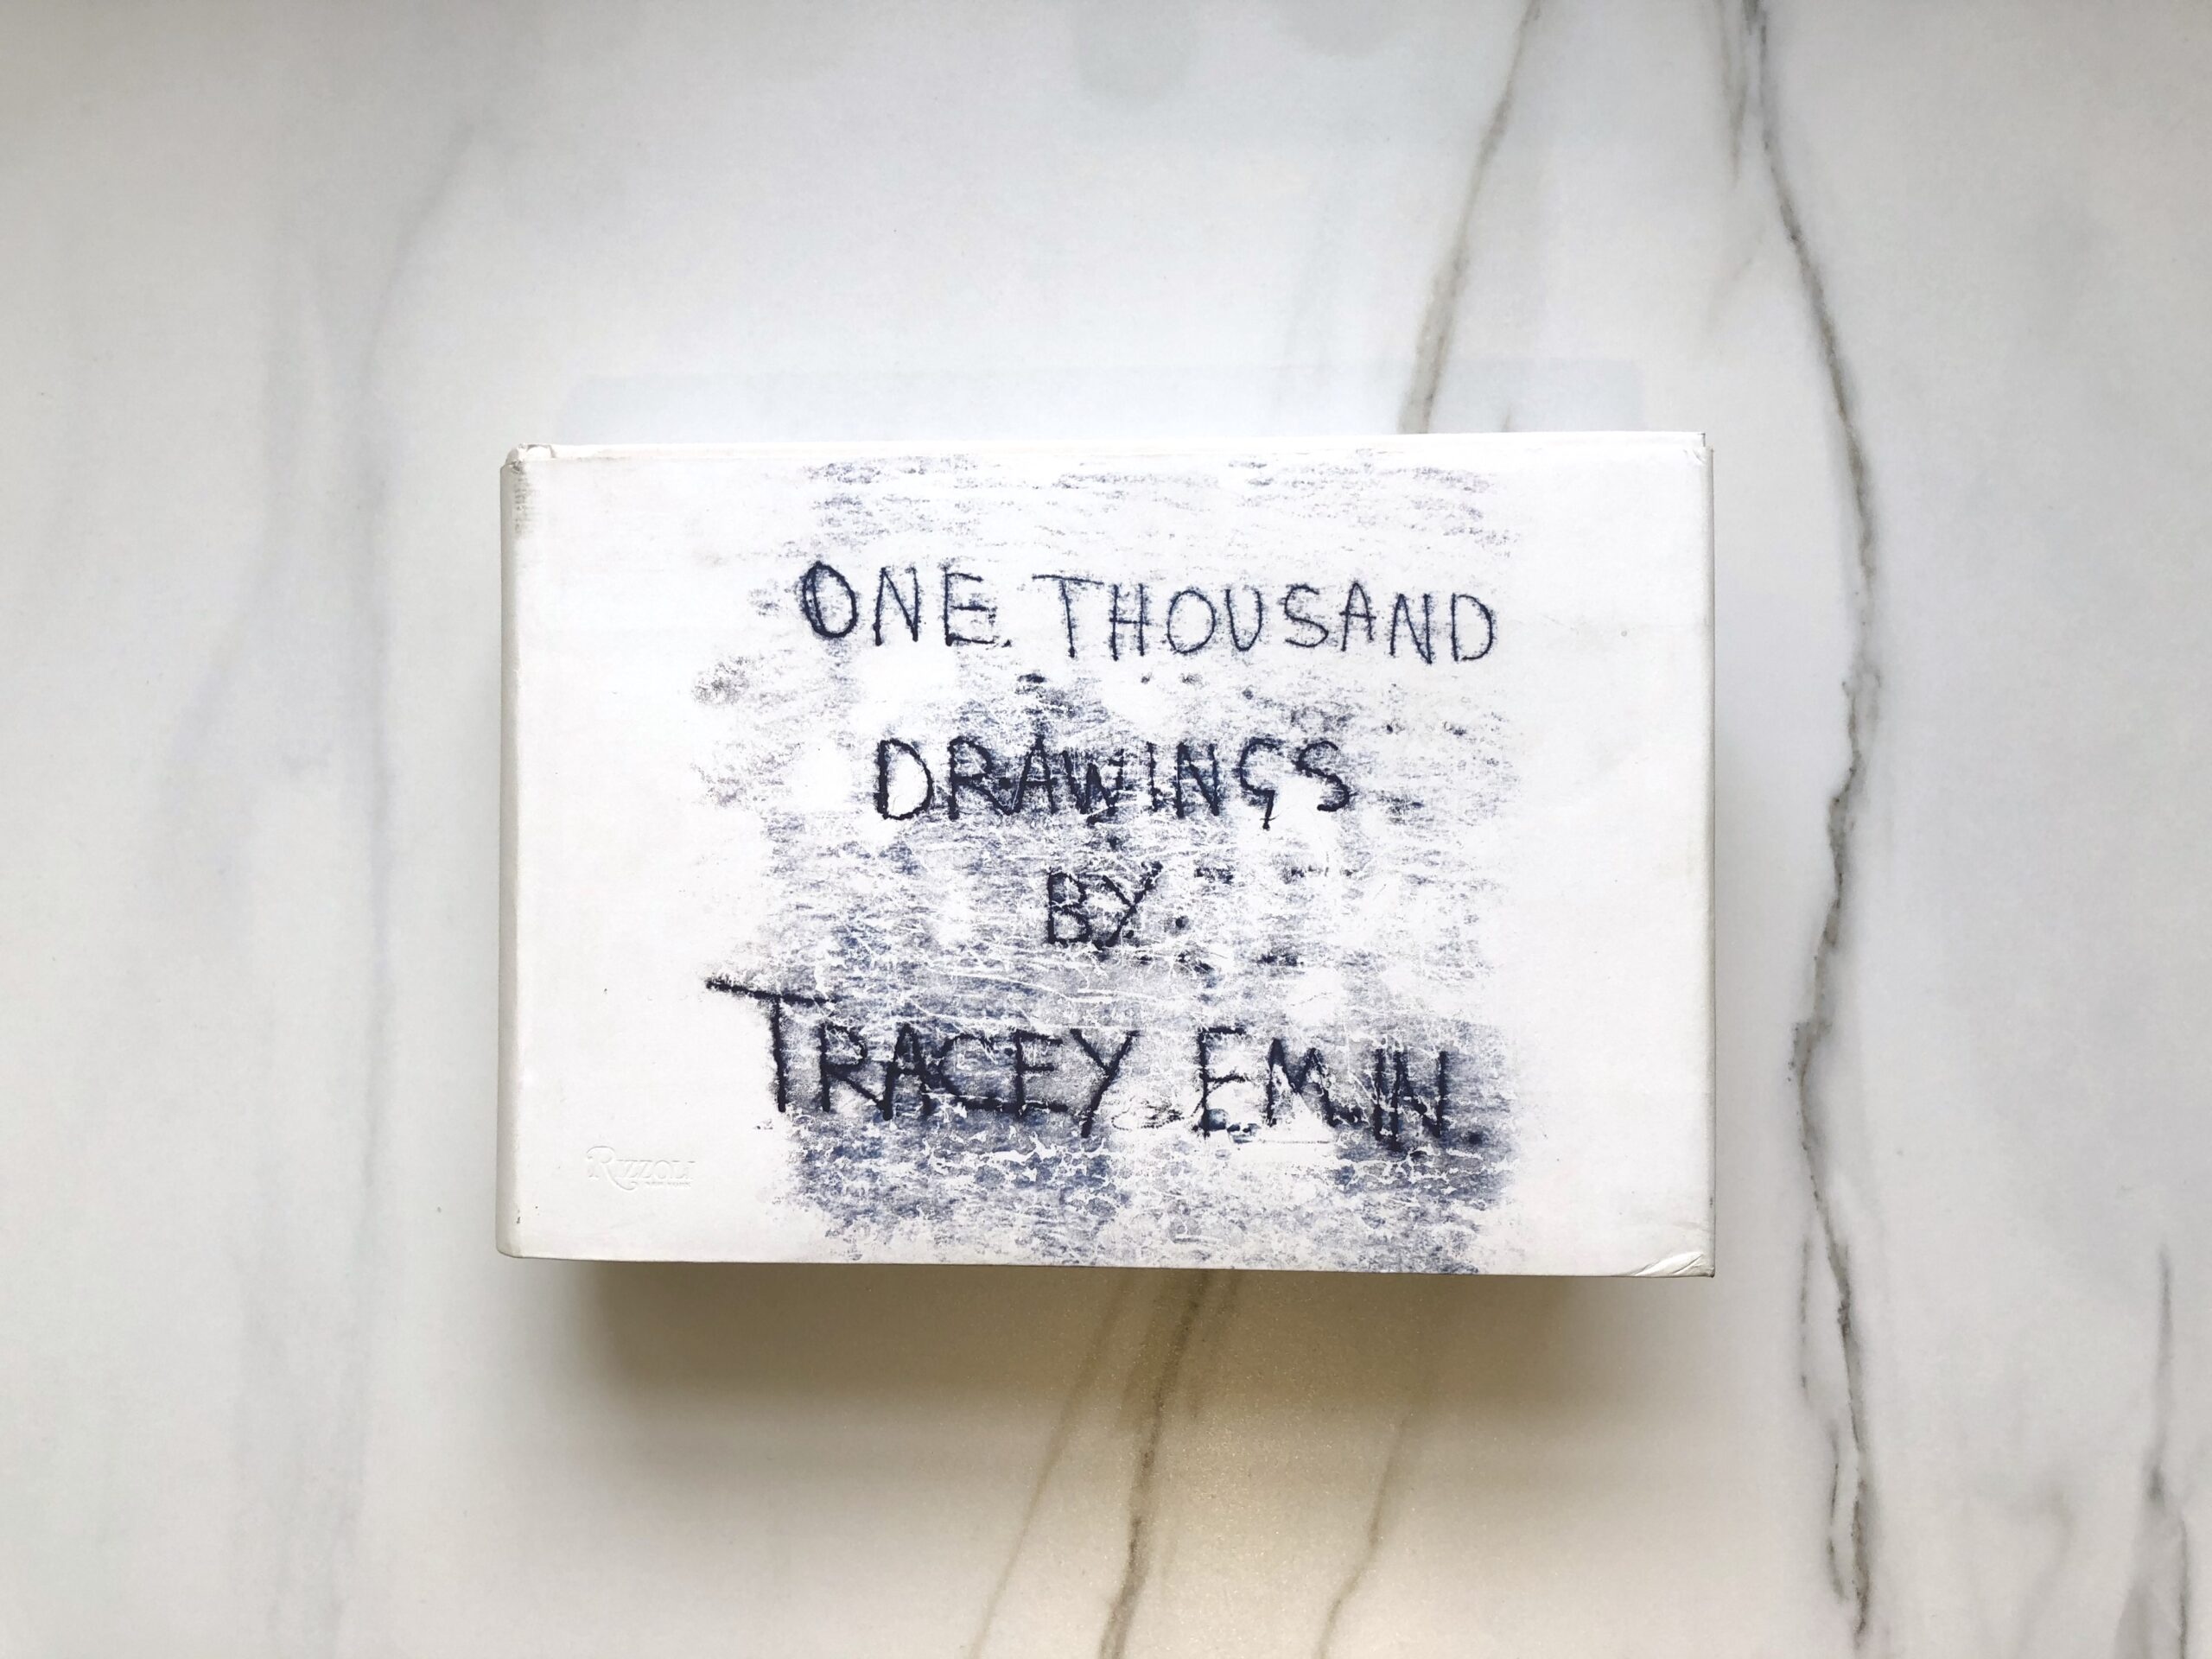 ONE THOUSAND
DRAWINGS
BY
TRACEY EMIN
RIZZOLI